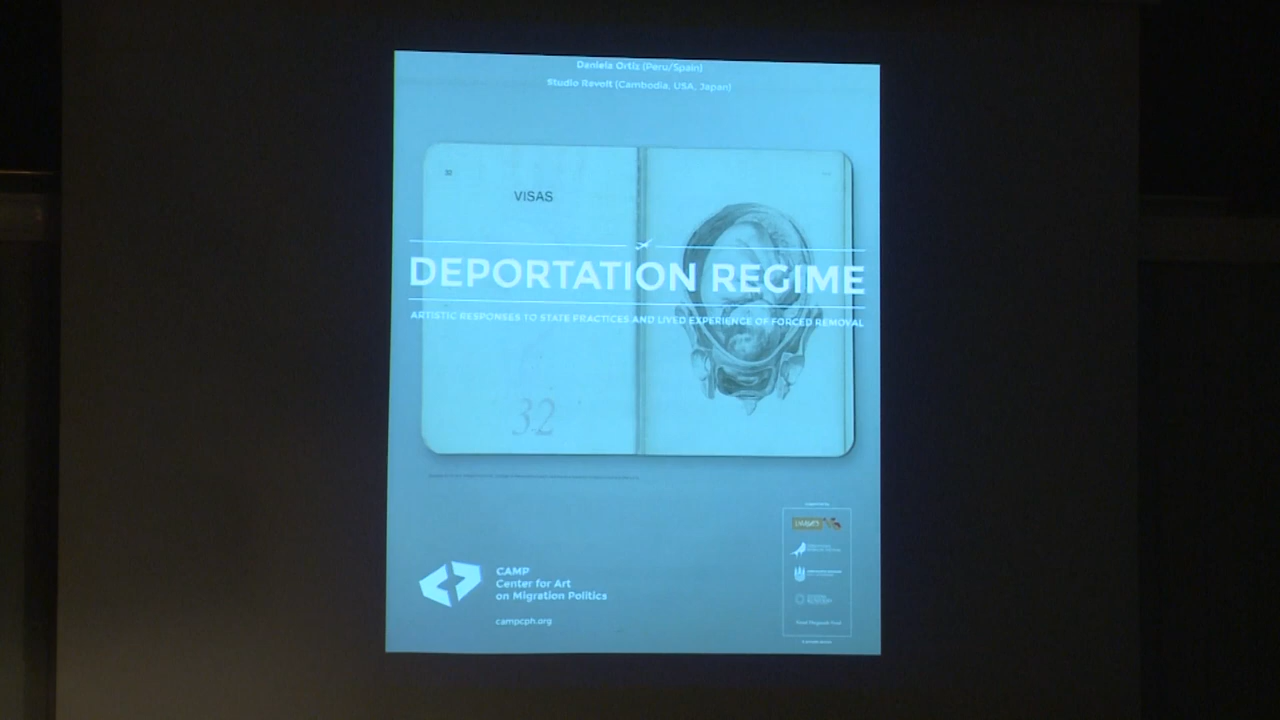 Daniela Ortiz (Peru/Spain)
Studio Revolt (Cambodia, USA, Japan)
32
VISAS
DEPORTATION REGIME
ARTISTIC RESPONSES TO STATE PRACTICES AND LIVED EXPERIENCE OF FORCED REMOVAL
32
CAMP
Center for Art
on Migration Politics
campcph.org